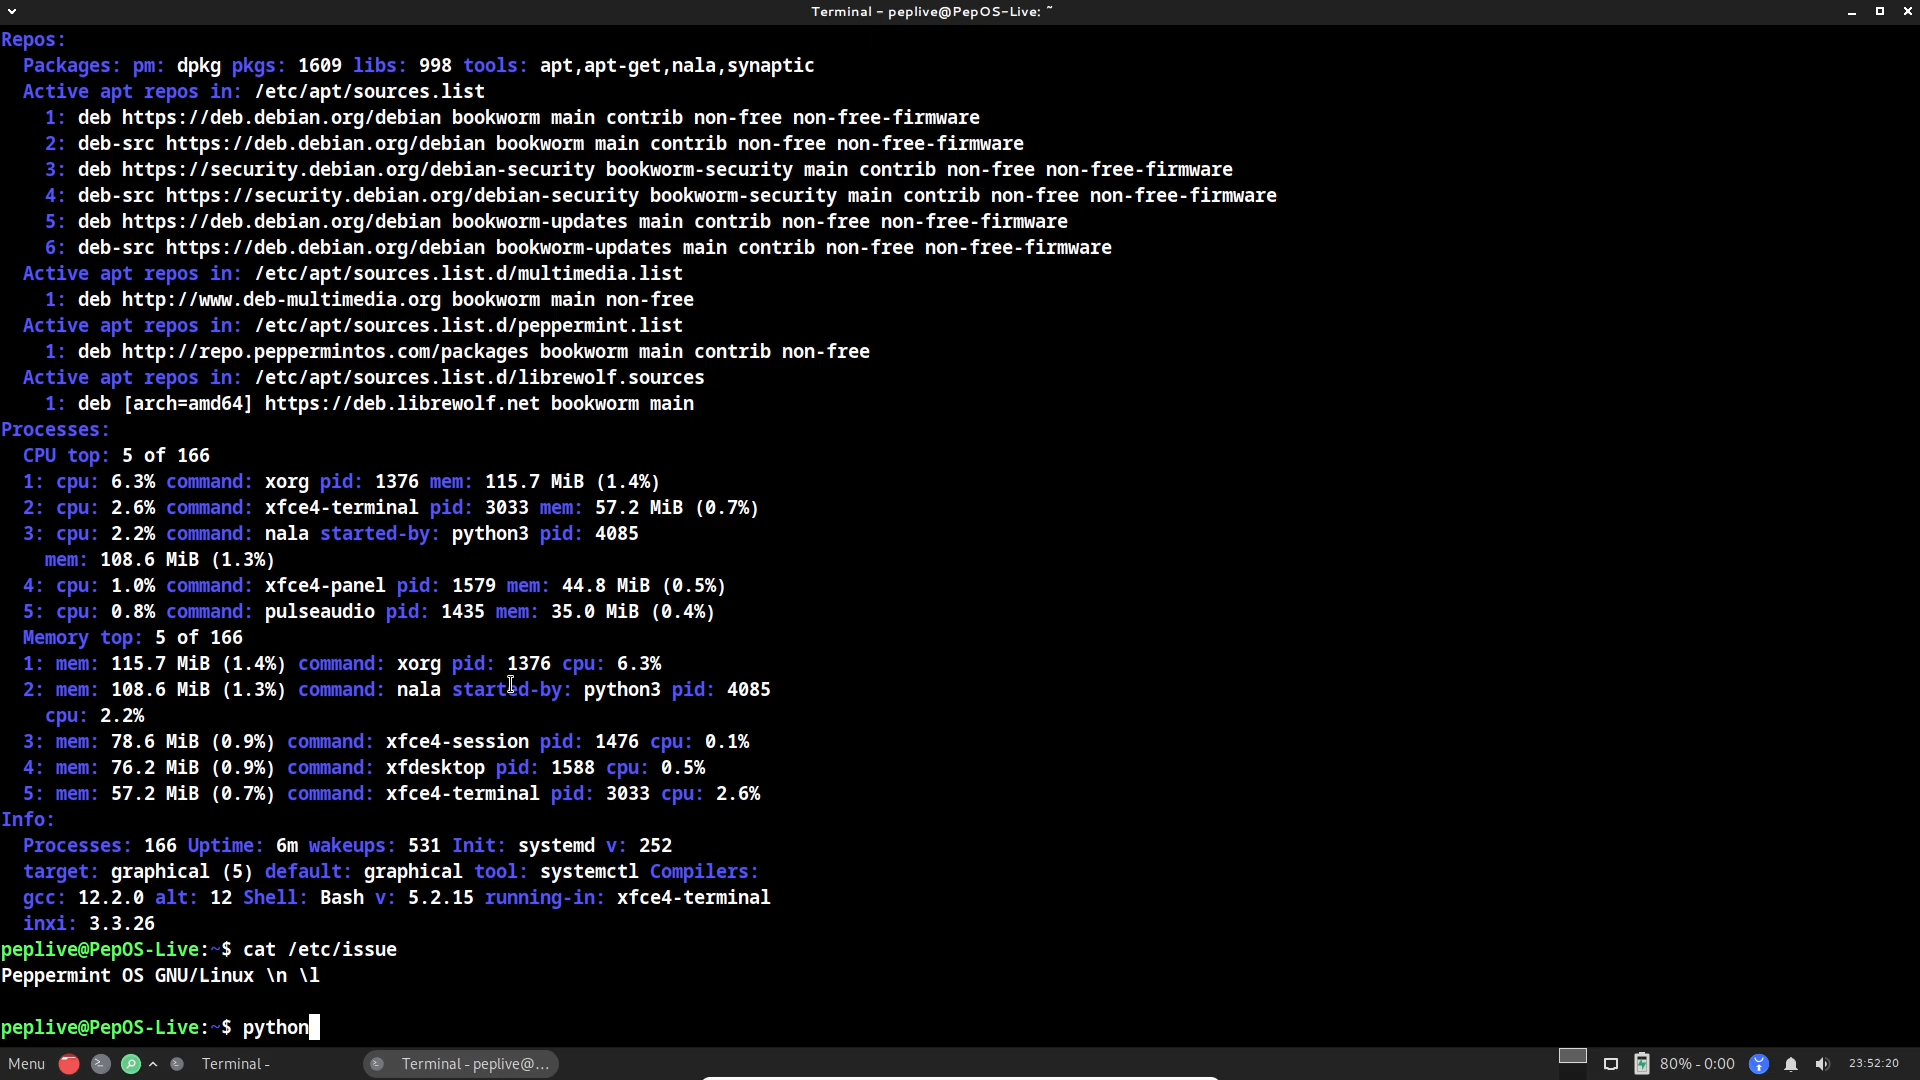 Terminal - peplive@PepOS-Live: ~
Repos:
Packages: pm: dpkg pkgs: 1609 libs: 998 tools: apt,apt-get,nala,synaptic
Active apt repos in: /etc/apt/sources.list
1: deb https://deb.debian.org/debian bookworm main contrib non-free non-free-firmware
2: deb-src https://deb.debian.org/debian bookworm main contrib non-free non-free-firmware
3: deb https://security.debian.org/debian-security bookworm-security main contrib non-free non-free-firmware
4: deb-src https://security.debian.org/debian-security bookworm-security main contrib non-free non-free-firmware
5: deb https://deb.debian.org/debian bookworm-updates main contrib non-free non-free-firmware
6: deb-src https://deb.debian.org/debian bookworm-updates main contrib non-free non-free-firmware
Active apt repos in: /etc/apt/sources.list.d/multimedia.list
1: deb http://www.deb-multimedia.org bookworm main non-free
Active apt repos in: /etc/apt/sources.list.d/peppermint.list
1: deb http://repo.peppermintos.com/packages bookworm main contrib non-free
Active apt repos in: /etc/apt/sources.list.d/librewolf.sources
1: deb [arch=amd64] https://deb.librewolf.net bookworm main
Processes:
CPU top: 5 of 166
1: cpu: 6.3% command: xorg pid: 1376 mem: 115.7 MiB (1.4%)
2: cpu: 2.6% command: xfce4-terminal pid: 3033 mem: 57.2 MiB (0.7%)
3: cpu: 2.2% command: nala started-by: python3 pid: 4085
mem: 108.6 MiB (1.3%)
4: cpu: 1.0% command: xfce4-panel pid: 1579 mem: 44.8 MiB (0.5%)
5: cpu: 0.8% command: pulseaudio pid: 1435 mem: 35.0 MiB (0.4%)
Memory top: 5 of 166
1: mem: 115.7 MiB (1.4%) command: xorg pid: 1376 cpu: 6.3%
2: mem: 108.6 MiB (1.3%) command: nala started-by: python3 pid: 4085
cpu: 2.2%
3: mem: 78.6 MiB (0.9%) command: xfce4-session pid: 1476 cpu: 0.1%
4: mem: 76.2 MiB (0.9%) command: xfdesktop pid: 1588 cpu: 0.5%
5: mem: 57.2 MiB (0.7%) command: xfce4-terminal pid: 3033 cpu: 2.6%
Info:
Processes: 166 Uptime: 6m wakeups: 531 Init: systemd v: 252
target: graphical (5) default: graphical tool: systemctl Compilers:
gcc: 12.2.0 alt: 12 Shell: Bash v: 5.2.15 running-in: xfce4-terminal
inxi: 3.3.26
peplive@PepOS-Live:~$ cat /etc/issue
Peppermint OS GNU/Linux \n \l
peplive@PepOS-Live:~$ python
Menu Terminal - Terminal - peplive@... 80% - 0:00 23:52:20